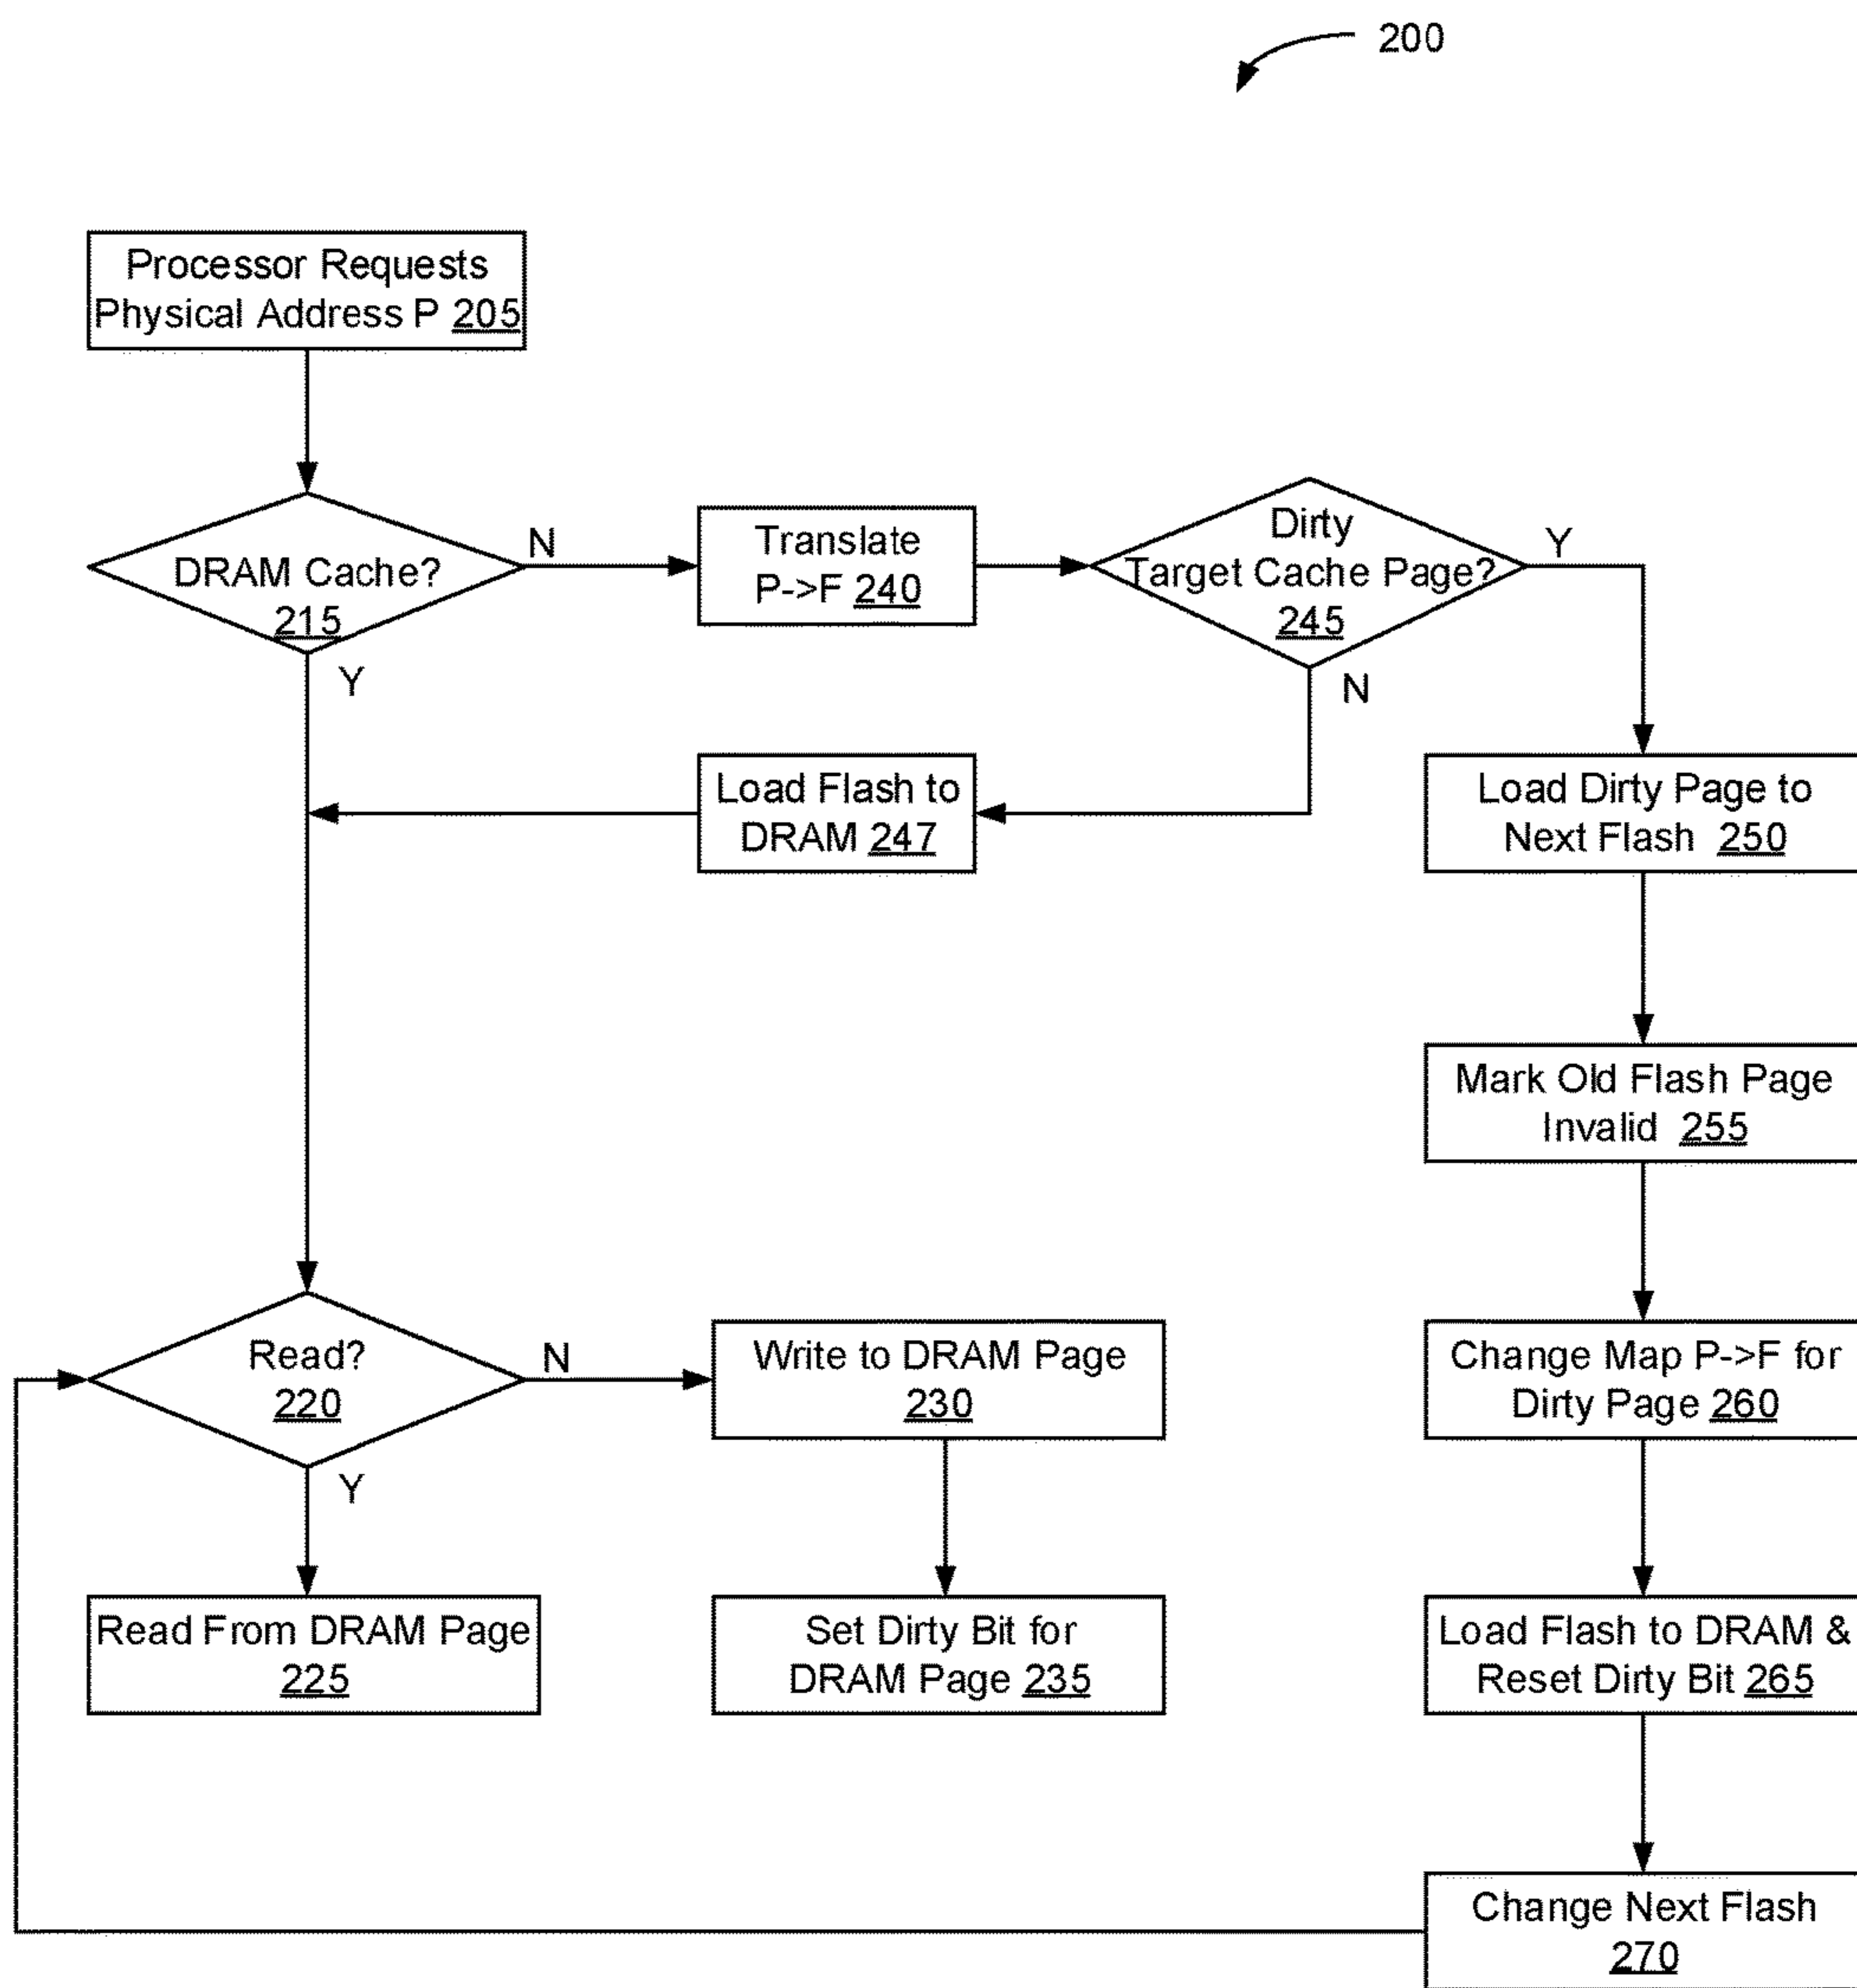 200
Processor Requests
Physical Address P 205
DRAM Cache?
215
N
Y
Translate
P->F 240
Dirty
Target Cache Page?
245
Y
N
Load Flash to
DRAM 247
Load Dirty Page to
Next Flash 250
Mark Old Flash Page
Invalid 255
Read?
220
N
Y
Write to DRAM Page
230
Change Map P->F for
Dirty Page 260
Read From DRAM Page
225
Set Dirty Bit for
DRAM Page 235
Load Flash to DRAM &
Reset Dirty Bit 265
Change Next Flash
270